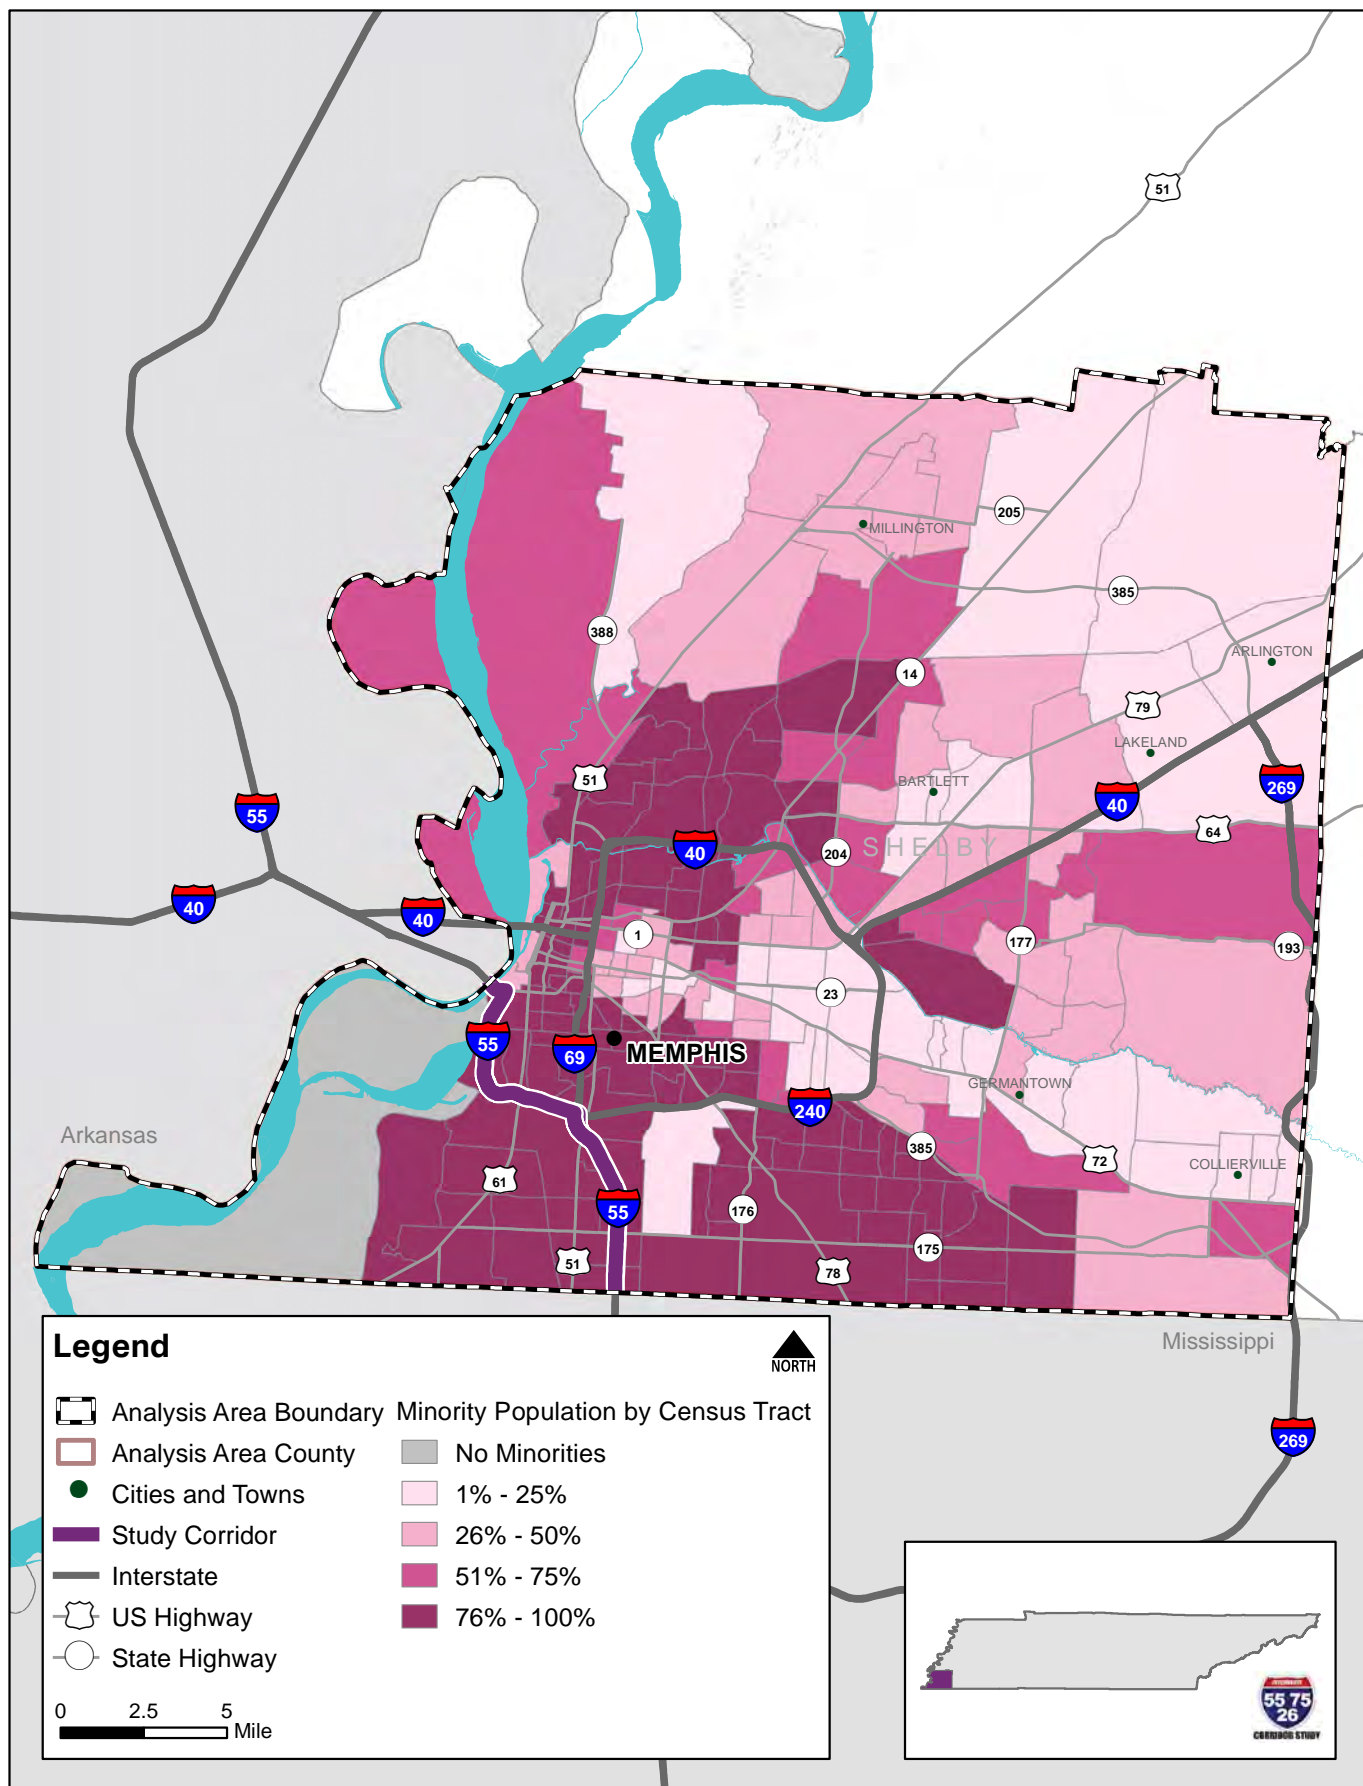 51
MILLINGTON
205
385
388
ARLINGTON
14
79
LAKELAND
51
BARTLETT
55
269
40
64
SHELBY
40
204
40
40
1
177
193
23
55
69
MEMPHIS
GERMANTOWN
240
Arkansas
385
72
COLLIERVILLE
61
55
176
175
51
78
Mississippi
Legend
NORTH
Analysis Area Boundary
Analysis Area County
Cities and Towns
Study Corridor
Interstate
US Highway
State Highway
Minority Population by Census Tract
No Minorities
1% - 25%
26% - 50%
51% - 75%
76% - 100%
0 2.5 5
Mile
269
INTERSTATE
55 75
26
CORRIDOR STUDY